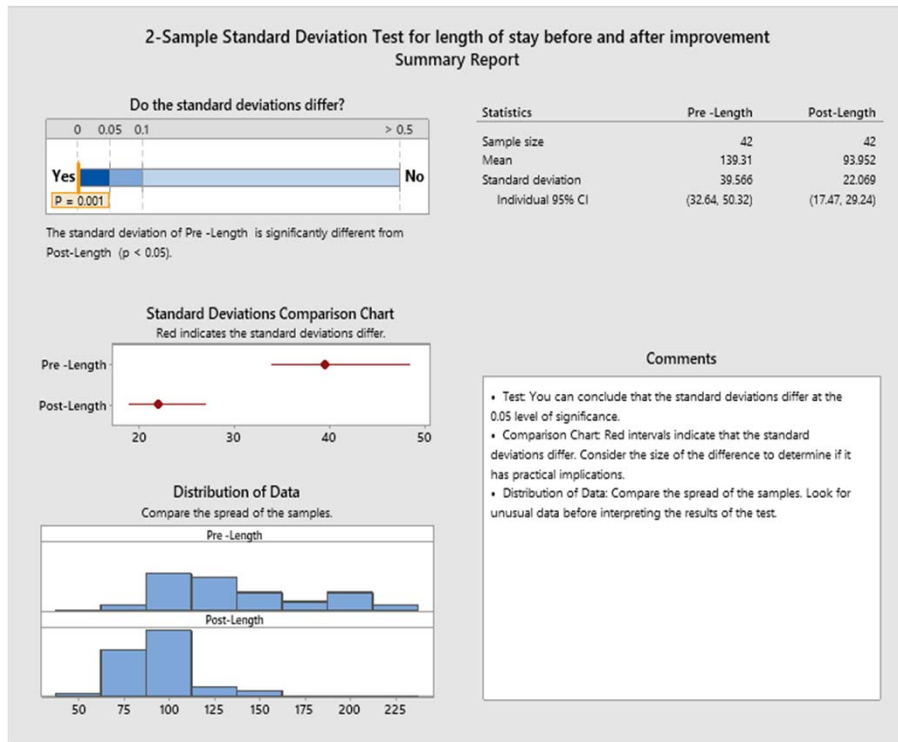 2-Sample Standard Deviation Test for length of stay before and after improvement
Summary Report
Do the standard deviations differ?
0 0.05 0.1 > 0.5
Yes No
P = 0.001
The standard deviation of Pre -Length is significantly different from
Post-Length (p < 0.05).
Statistics Pre -Length Post-Length
Sample size 42 42
Mean 139.31 93.952
Standard deviation 39.566 22.069
Individual 95% CI (32.64, 50.32) (17.47, 29.24)
Standard Deviations Comparison Chart
Red indicates the standard deviations differ.
Pre -Length
Post-Length
20 30 40 50
Distribution of Data
Compare the spread of the samples.
Pre -Length
Post-Length
50 75 100 125 150 175 200 225
Comments
• Test: You can conclude that the standard deviations differ at the
0.05 level of significance.
• Comparison Chart: Red intervals indicate that the standard
deviations differ. Consider the size of the difference to determine if it
has practical implications.
• Distribution of Data: Compare the spread of the samples. Look for
unusual data before interpreting the results of the test.